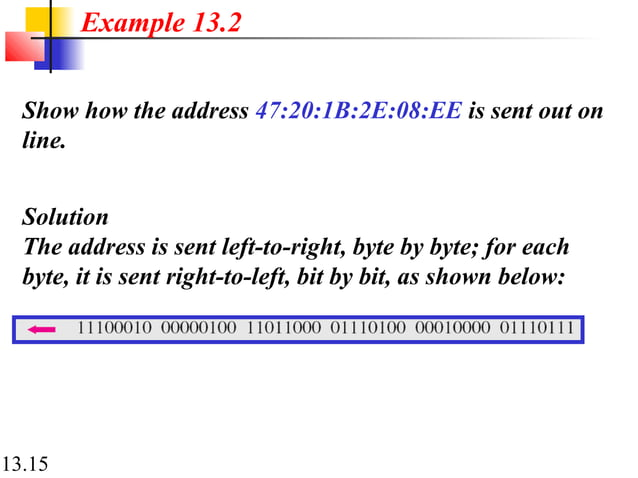 Example 13.2
Show how the address 47:20:1B:2E:08:EE is sent out on
line.
Solution
The address is sent left-to-right, byte by byte; for each
byte, it is sent right-to-left, bit by bit, as shown below:
11100010 00000100 11011000 01110100 00010000 01110111
13.15